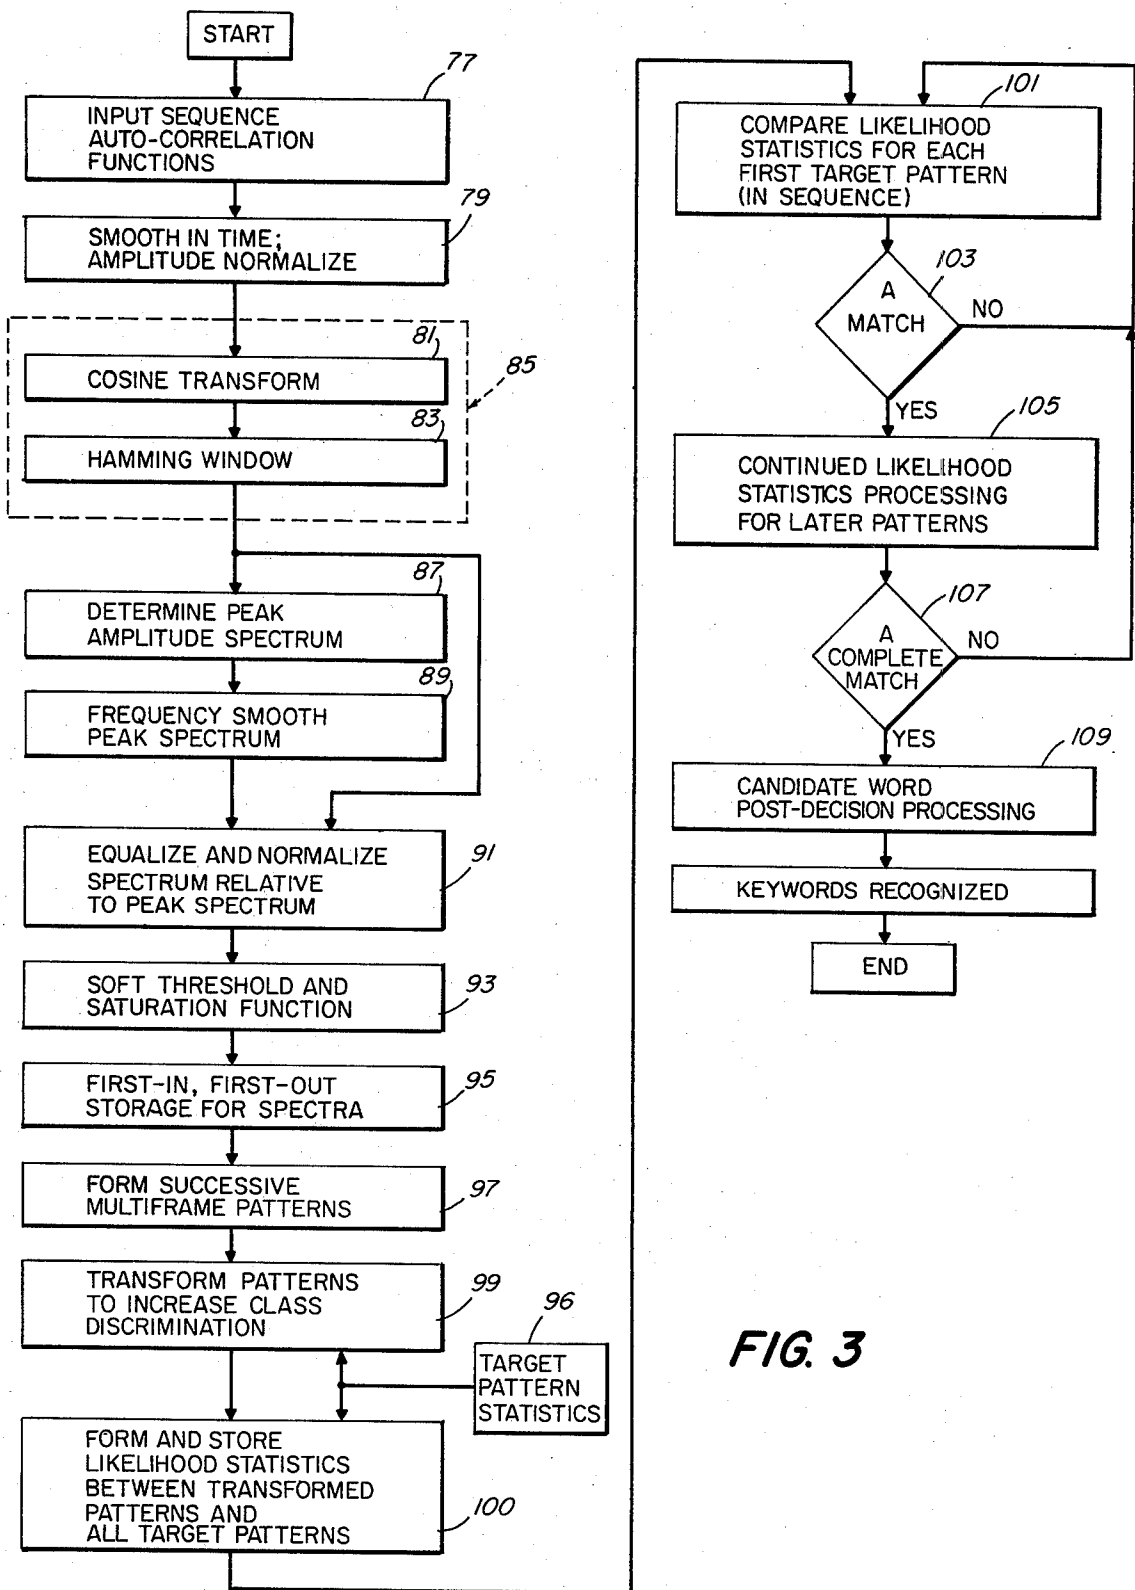 START
77
INPUT SEQUENCE
AUTO-CORRELATION
FUNCTIONS
79
SMOOTH IN TIME;
AMPLITUDE NORMALIZE
81
COSINE TRANSFORM
85
83
HAMMING WINDOW
87
DETERMINE PEAK
AMPLITUDE SPECTRUM
89
FREQUENCY SMOOTH
PEAK SPECTRUM
EQUALIZE AND NORMALIZE
SPECTRUM RELATIVE
TO PEAK SPECTRUM
91
SOFT THRESHOLD AND
SATURATION FUNCTION
93
FIRST-IN, FIRST-OUT
STORAGE FOR SPECTRA
95
FORM SUCCESSIVE
MULTIFRAME PATTERNS
97
TRANSFORM PATTERNS
TO INCREASE CLASS
DISCRIMINATION
99
96
TARGET
PATTERN
STATISTICS
FORM AND STORE
LIKELIHOOD STATISTICS
BETWEEN TRANSFORMED
PATTERNS AND
ALL TARGET PATTERNS
100
101
COMPARE LIKELIHOOD
STATISTICS FOR EACH
FIRST TARGET PATTERN
(IN SEQUENCE)
103
A
MATCH
NO
YES
105
CONTINUED LIKELIHOOD
STATISTICS PROCESSING
FOR LATER PATTERNS
107
A
COMPLETE
MATCH
NO
YES
109
CANDIDATE WORD
POST-DECISION PROCESSING
KEYWORDS RECOGNIZED
END
FIG. 3